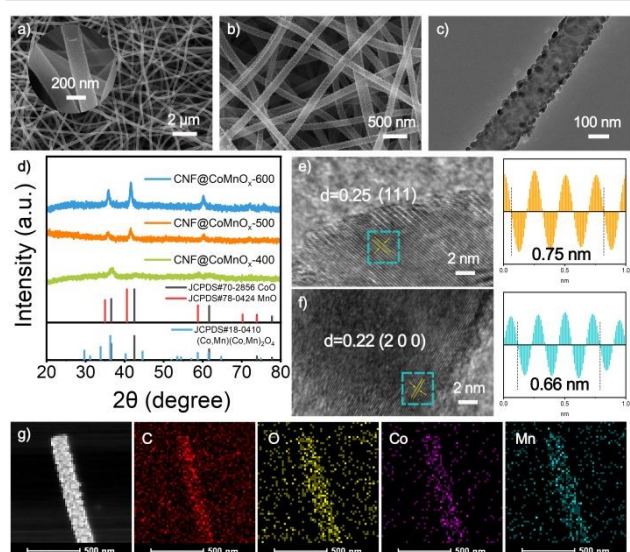 a)
200 nm
2 µm
b)
500 nm
c)
100 nm
d)
Intensity (a.u.)
CNF@CoMnOₓ-600
CNF@CoMnOₓ-500
CNF@CoMnOₓ-400
JCPDS#70-2856 CoO
JCPDS#78-0424 MnO
JCPDS#18-0410
(Co,Mn)(Co,Mn)₂O₄
20 30 40 50 60 70 80
2θ (degree)
e)
d=0.25 (111)
2 nm
0.75 nm
0.0 0.5 1.0
nm
f)
d=0.22 (2 0 0)
2 nm
0.66 nm
0.0 0.5 1.0
nm
g)
500 nm
C
500 nm
O
500 nm
Co
500 nm
Mn
500 nm